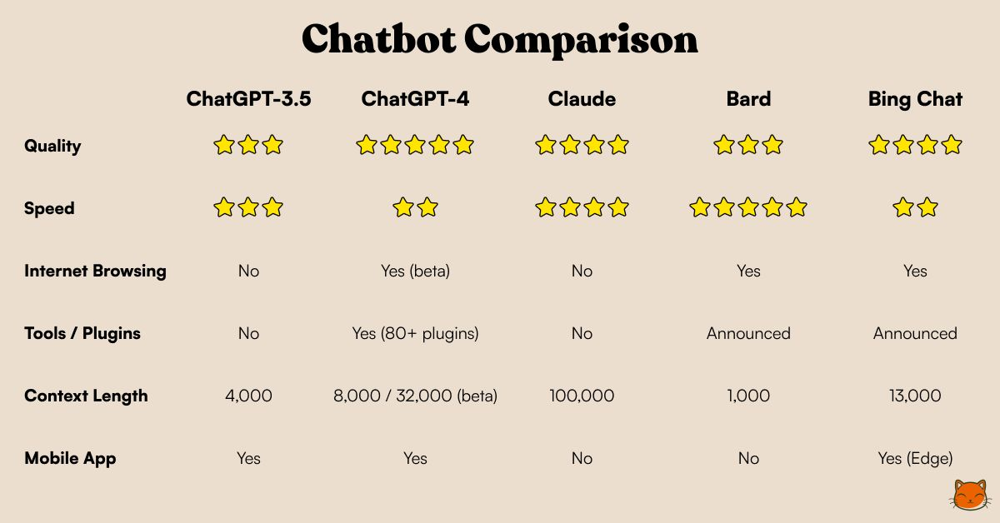 Chatbot Comparison
ChatGPT-3.5 ChatGPT-4 Claude Bard Bing Chat
Quality
Speed
Internet Browsing No Yes (beta) No Yes Yes
Tools / Plugins No Yes (80+ plugins) No Announced Announced
Context Length 4,000 8,000 / 32,000 (beta) 100,000 1,000 13,000
Mobile App Yes Yes No No Yes (Edge)